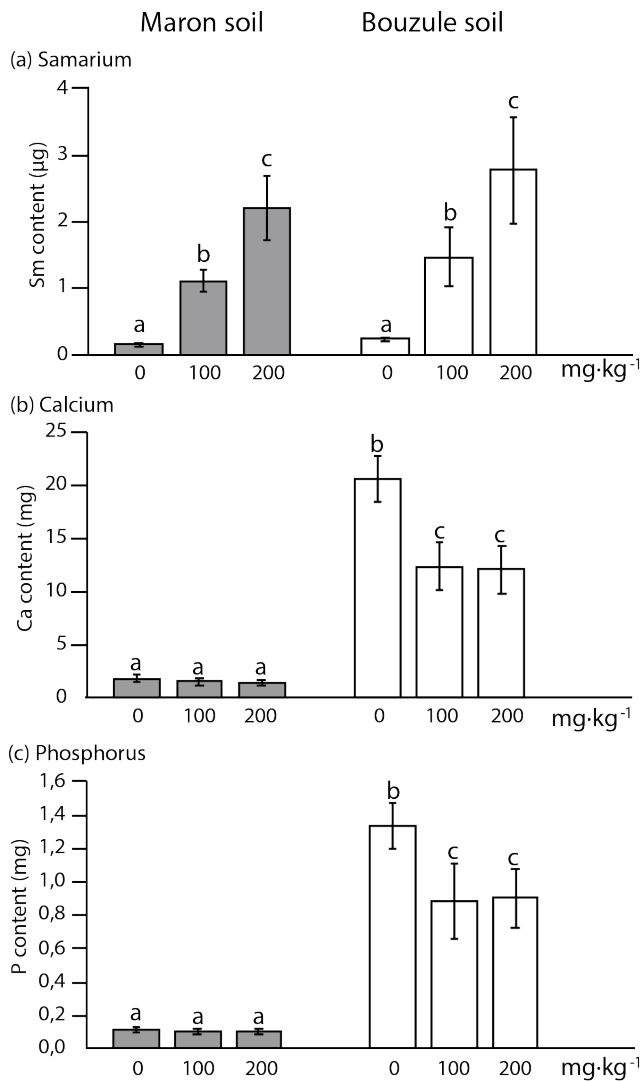 Maron soil Bouzule soil
(a) Samarium
4
c
c
3
Sm content (µg)
b
2
b
1
a
a
0
0 100 200 0 100 200 mg·kg-1
(b) Calcium
25
b
20
Ca content (mg)
15
c c
10
5
a a a
0
0 100 200 0 100 200 mg·kg-1
(c) Phosphorus
1,6
b
1,4
1,2
c c
P content (mg)
1,0
0,8
0,6
0,4
0,2
a a a
0,0
0 100 200 0 100 200 mg·kg-1